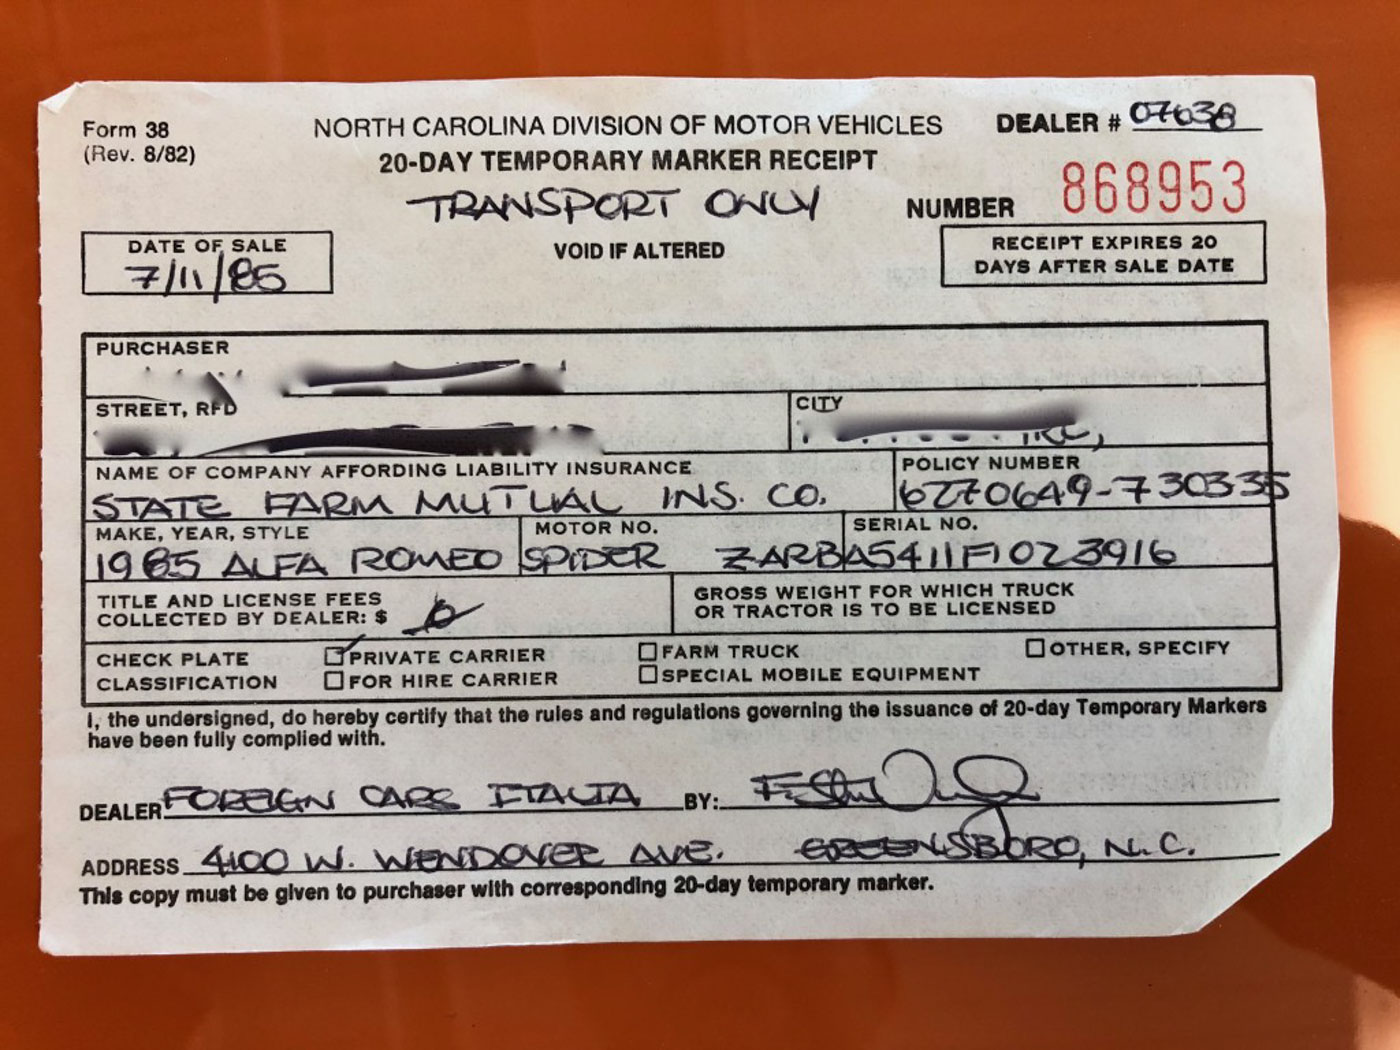 Form 38
(Rev. 8/82)
NORTH CAROLINA DIVISION OF MOTOR VEHICLES
20-DAY TEMPORARY MARKER RECEIPT
TRANSPORT ONLY
VOID IF ALTERED
DEALER # 07638
NUMBER 868953
DATE OF SALE
7/11/85
RECEIPT EXPIRES 20
DAYS AFTER SALE DATE
PURCHASER
STREET, RFD
CITY
NAME OF COMPANY AFFORDING LIABILITY INSURANCE
STATE FARM MUTUAL INS. CO.
POLICY NUMBER
6270649-730335
MAKE, YEAR, STYLE
1985 ALFA ROMEO
MOTOR NO.
SPIDER
SERIAL NO.
ZARBA5411F1023916
TITLE AND LICENSE FEES
COLLECTED BY DEALER: $
GROSS WEIGHT FOR WHICH TRUCK
OR TRACTOR IS TO BE LICENSED
CHECK PLATE
CLASSIFICATION
PRIVATE CARRIER
FOR HIRE CARRIER
FARM TRUCK
SPECIAL MOBILE EQUIPMENT
OTHER, SPECIFY
I, the undersigned, do hereby certify that the rules and regulations governing the issuance of 20-day Temporary Markers
have been fully complied with.
DEALER FOREIGN CARS ITALIA BY:
ADDRESS 4100 W. WENDOVER AVE. GREENSBORO, N.C.
This copy must be given to purchaser with corresponding 20-day temporary marker.